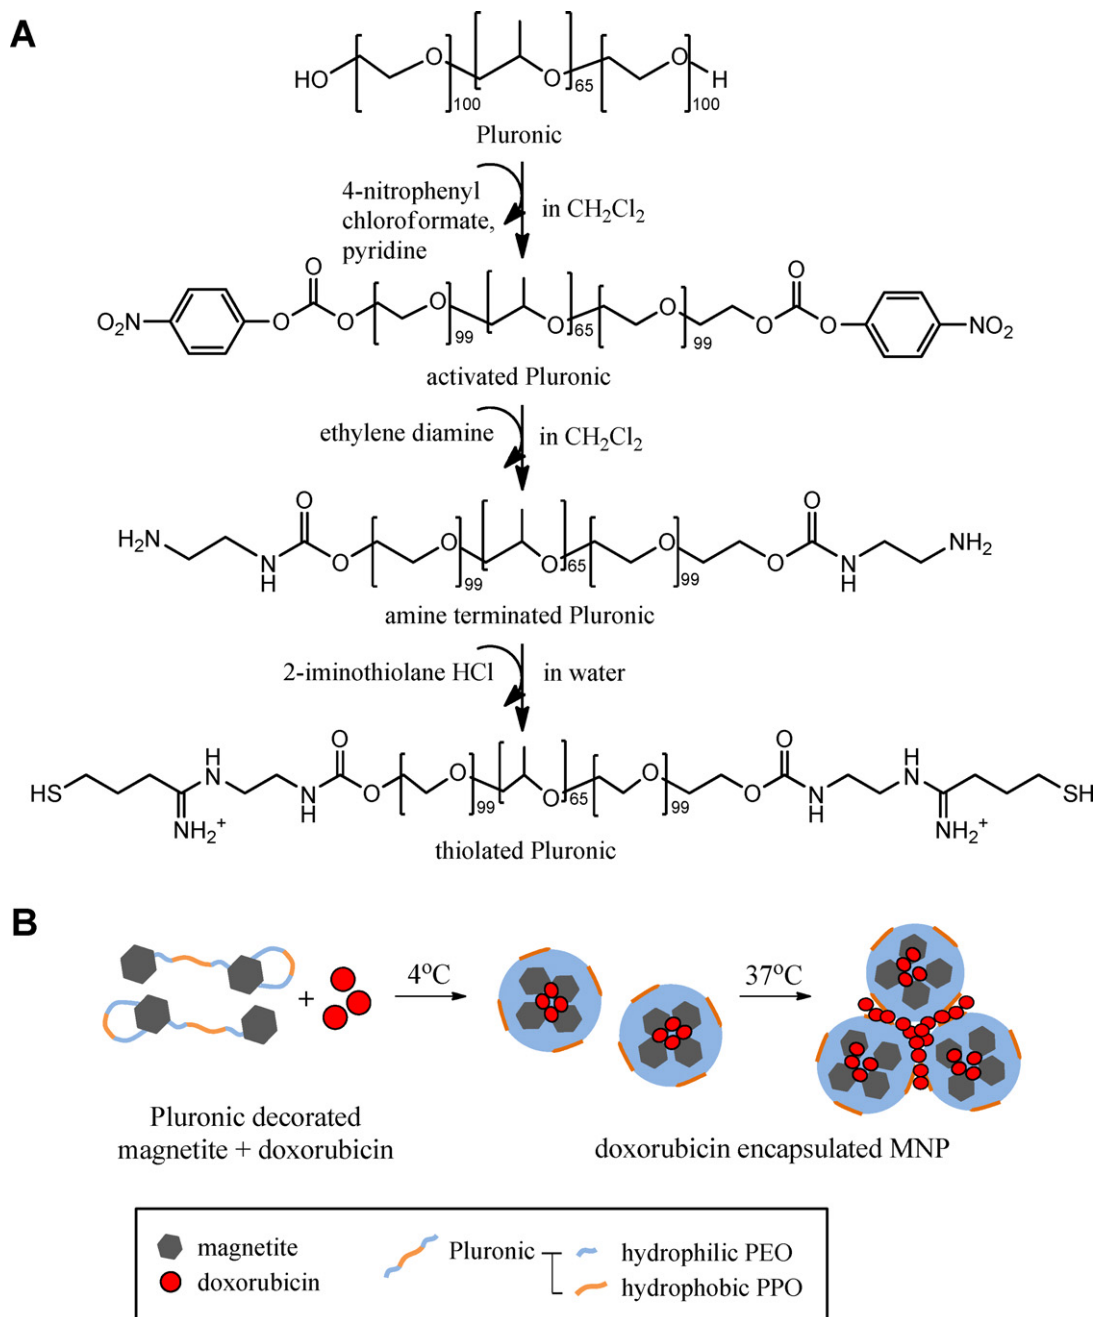 A
HO O O 65 O H
100 100
Pluronic
4-nitrophenyl
chloroformate,
pyridine
in CH₂Cl₂
O₂N O O O O 99 O 65 O 99 O O O NO₂
activated Pluronic
ethylene diamine in CH₂Cl₂
H₂N N H O O O 99 O 65 O 99 O O N H NH₂
amine terminated Pluronic
2-iminothiolane HCl in water
HS NH₂⁺ H N N H O O O 99 O 65 O 99 O O N H H N NH₂⁺ SH
thiolated Pluronic
B
+ 4°C 37°C
Pluronic decorated
magnetite + doxorubicin
doxorubicin encapsulated MNP
magnetite
doxorubicin
Pluronic
hydrophilic PEO
hydrophobic PPO